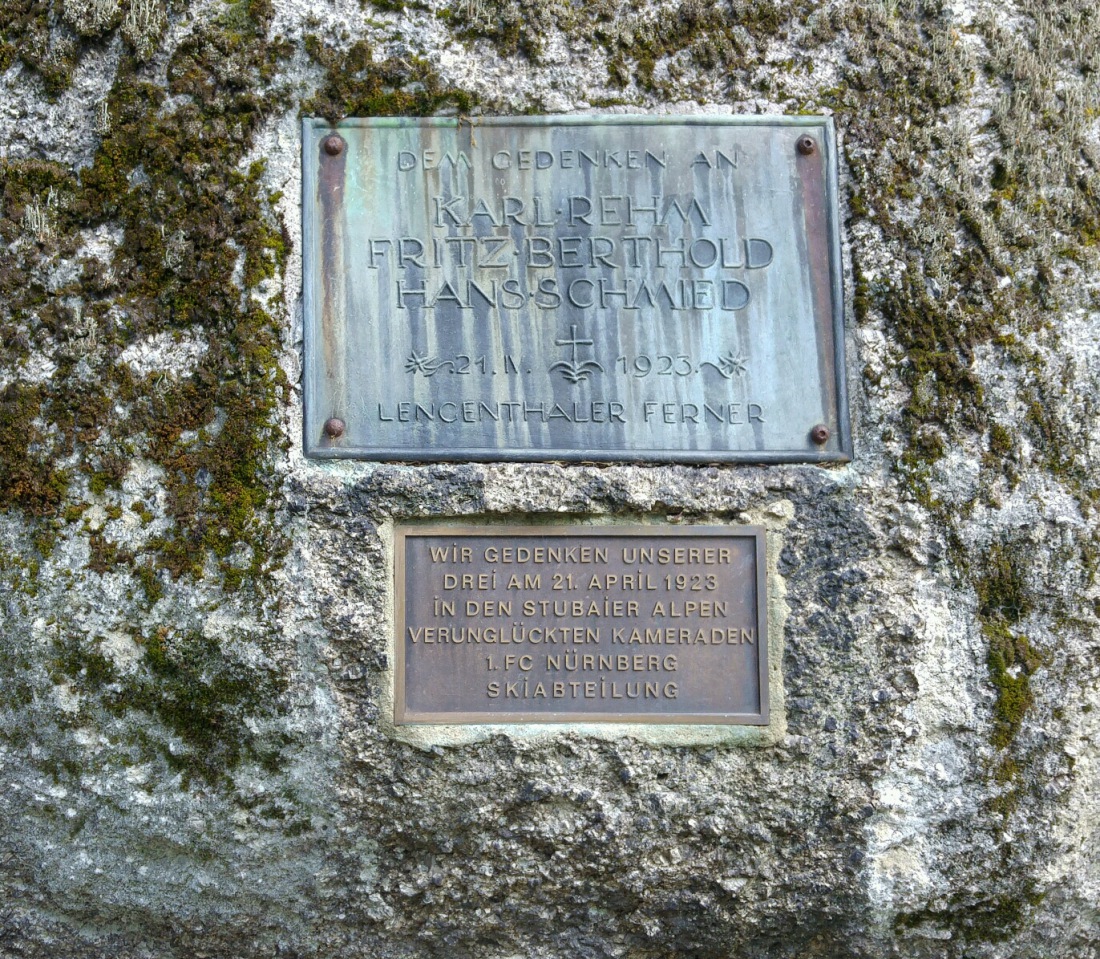 DEM GEDENKEN AN
KARL·REHM
FRITZ·BERTHOLD
HANS·SCHMIED
21.IV. 1923.
LENGENTHALER FERNER
WIR GEDENKEN UNSERER
DREI AM 21. APRIL 1923
IN DEN STUBAIER ALPEN
VERUNGLÜCKTEN KAMERADEN
1. FC NÜRNBERG
SKIABTEILUNG